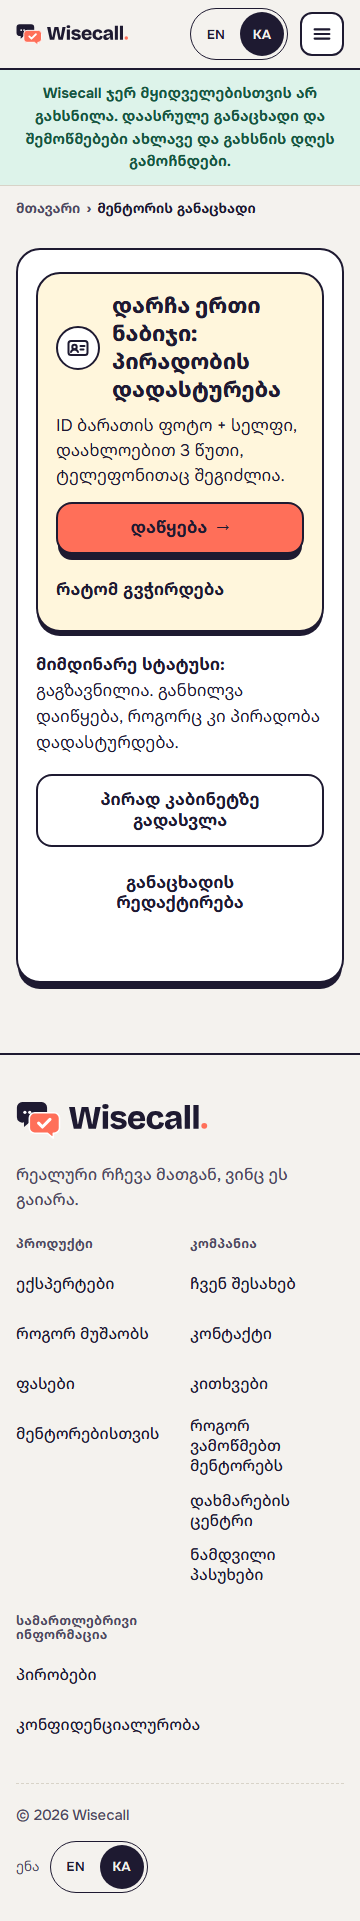 Wisecall.
EN
KA
Wisecall ჯერ მყიდველებისთვის არ
გახსნილა. დაასრულე განაცხადი და
შემოწმებები ახლავე და გახსნის დღეს
გამოჩნდები.
მთავარი › მენტორის განაცხადი
დარჩა ერთი
ნაბიჯი:
პირადობის
დადასტურება
ID ბარათის ფოტო + სელფი,
დაახლოებით 3 წუთი,
ტელეფონითაც შეგიძლია.
დაწყება →
რატომ გვჭირდება
მიმდინარე სტატუსი:
გაგზავნილია. განხილვა
დაიწყება, როგორც კი პირადობა
დადასტურდება.
პირად კაბინეტზე
გადასვლა
განაცხადის
რედაქტირება
Wisecall.
რეალური რჩევა მათგან, ვინც ეს
გაიარა.
პროდუქტი
ექსპერტები
როგორ მუშაობს
ფასები
მენტორებისთვის
კომპანია
ჩვენ შესახებ
კონტაქტი
კითხვები
როგორ
ვამოწმებთ
მენტორებს
დახმარების
ცენტრი
ნამდვილი
პასუხები
სამართლებრივი
ინფორმაცია
პირობები
კონფიდენციალურობა
© 2026 Wisecall
ენა
EN
KA